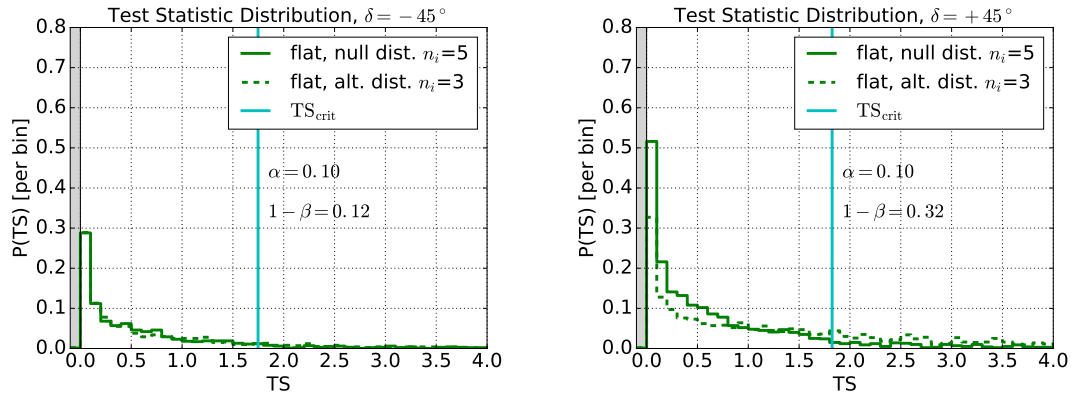 Test Statistic Distribution, δ = −45°
0.8
0.7
0.6
0.5
0.4
0.3
0.2
0.1
0.0
P(TS) [per bin]
flat, null dist. nᵢ=5
flat, alt. dist. nᵢ=3
TS_crit
α = 0.10
1 − β = 0.12
0.0 0.5 1.0 1.5 2.0 2.5 3.0 3.5 4.0
TS
Test Statistic Distribution, δ = +45°
0.8
0.7
0.6
0.5
0.4
0.3
0.2
0.1
0.0
P(TS) [per bin]
flat, null dist. nᵢ=5
flat, alt. dist. nᵢ=3
TS_crit
α = 0.10
1 − β = 0.32
0.0 0.5 1.0 1.5 2.0 2.5 3.0 3.5 4.0
TS